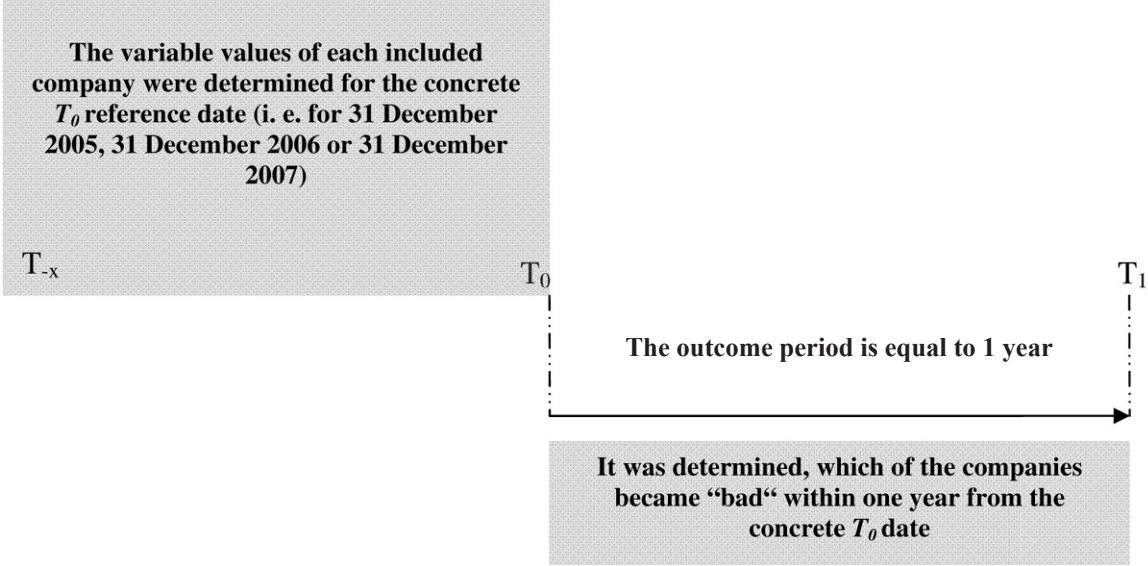 The variable values of each included
company were determined for the concrete
T0 reference date (i. e. for 31 December
2005, 31 December 2006 or 31 December
2007)
T-x
T0
T1
The outcome period is equal to 1 year
It was determined, which of the companies
became “bad“ within one year from the
concrete T0 date